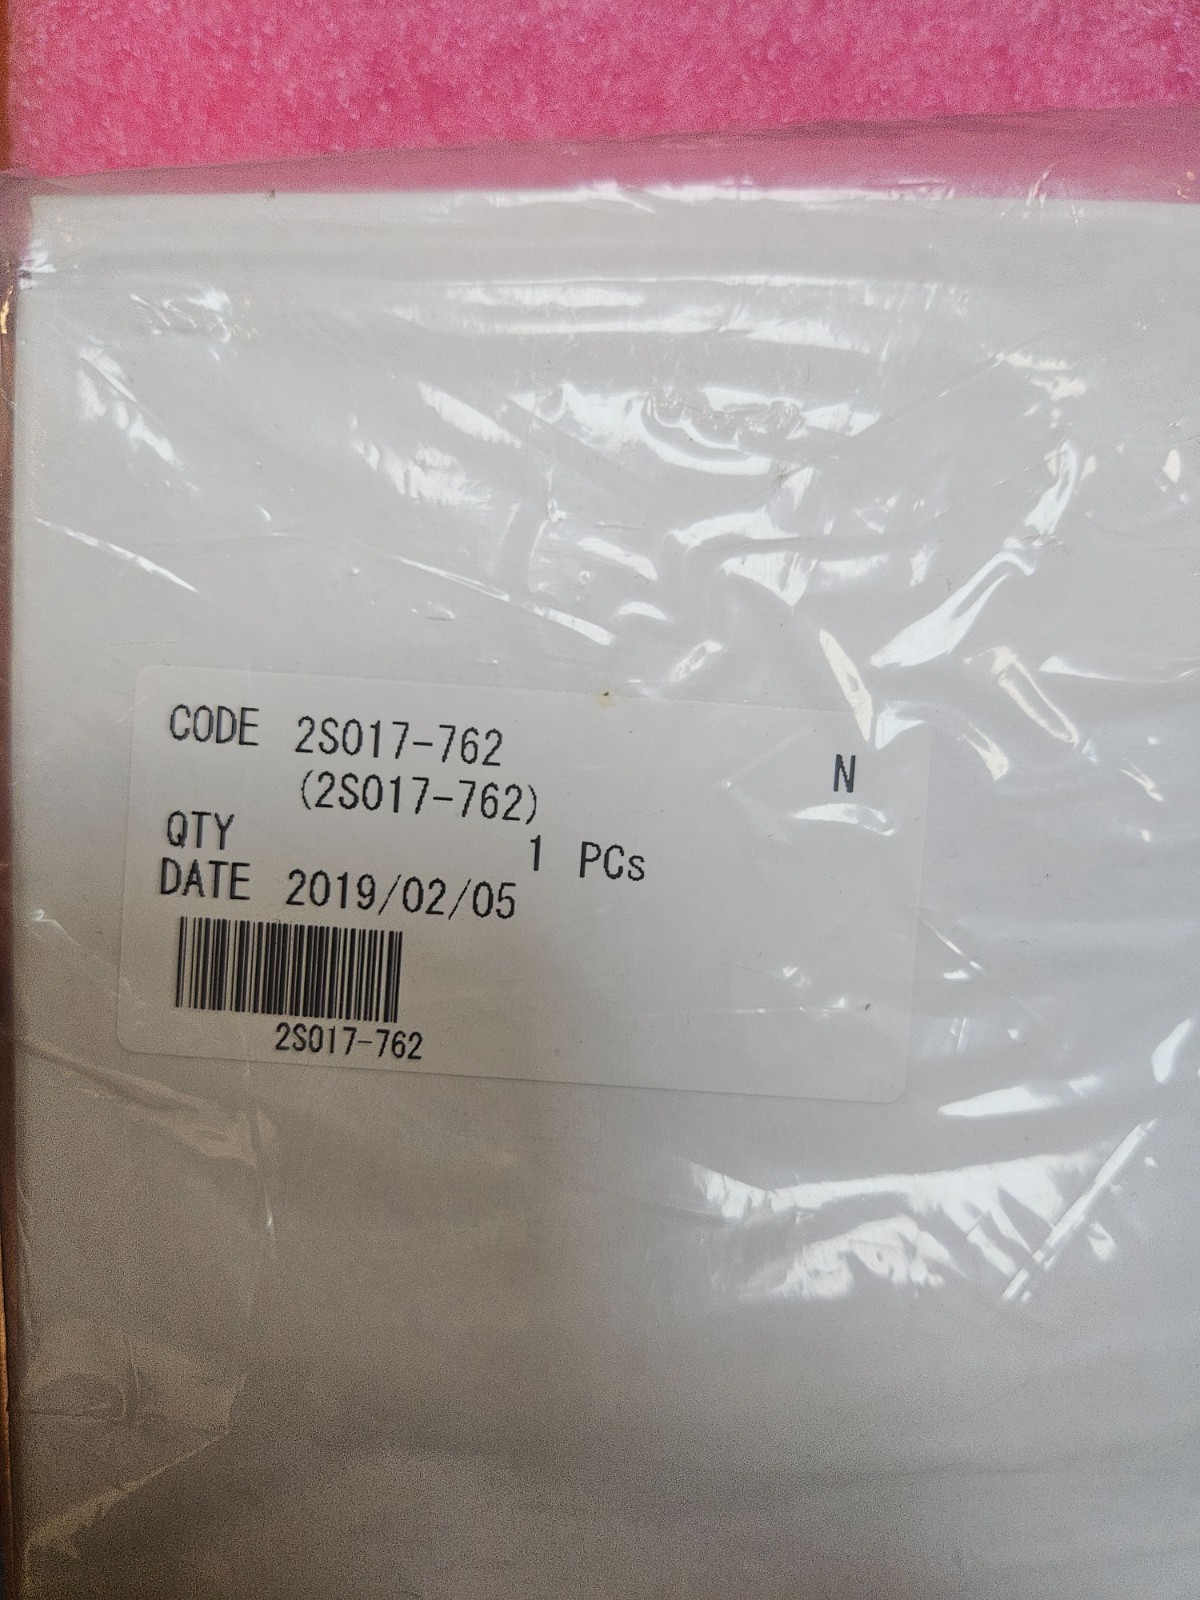 CODE 2S017-762
(2S017-762)
N
QTY 1 PCs
DATE 2019/02/05
2S017-762